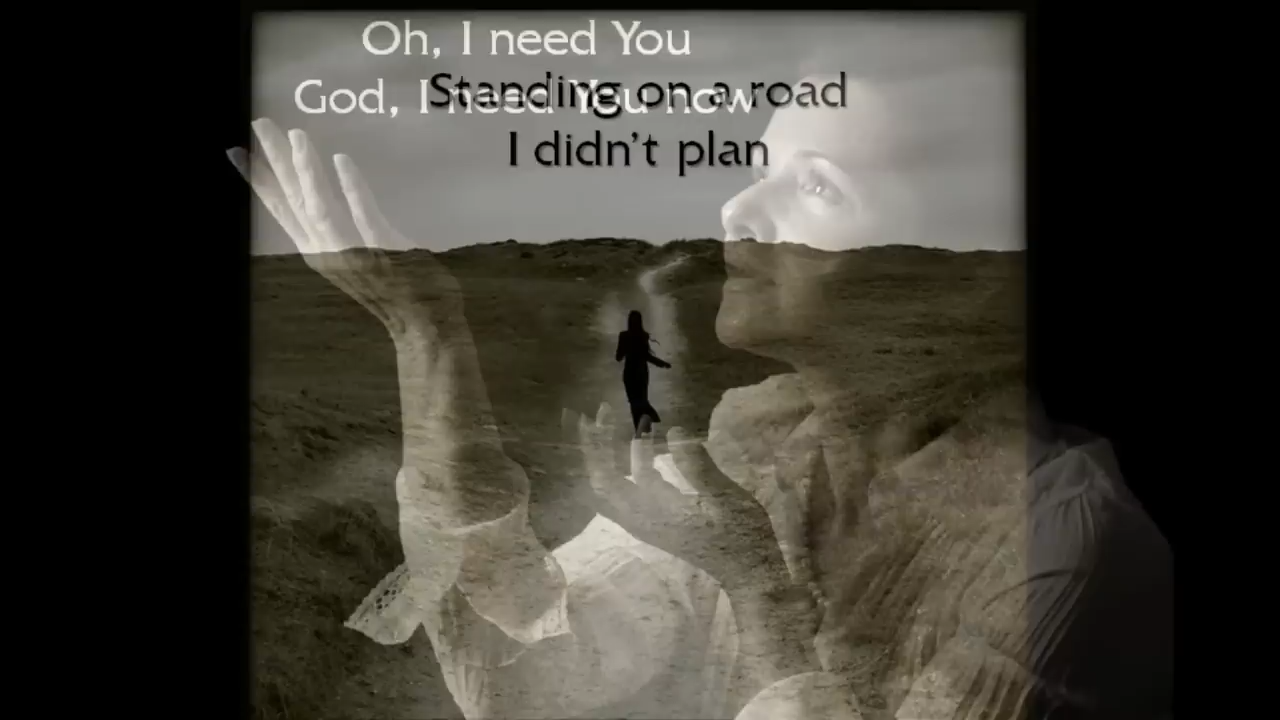 Oh, I need You
God, I need You now
Standing on a road
I didn't plan